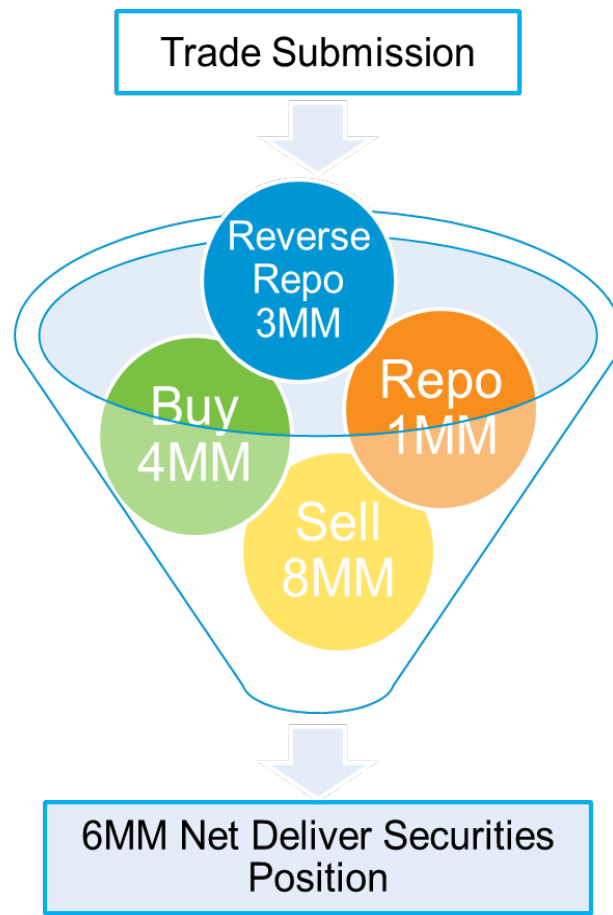 Trade Submission
Reverse
Repo
3MM
Buy
4MM
Repo
1MM
Sell
8MM
6MM Net Deliver Securities
Position